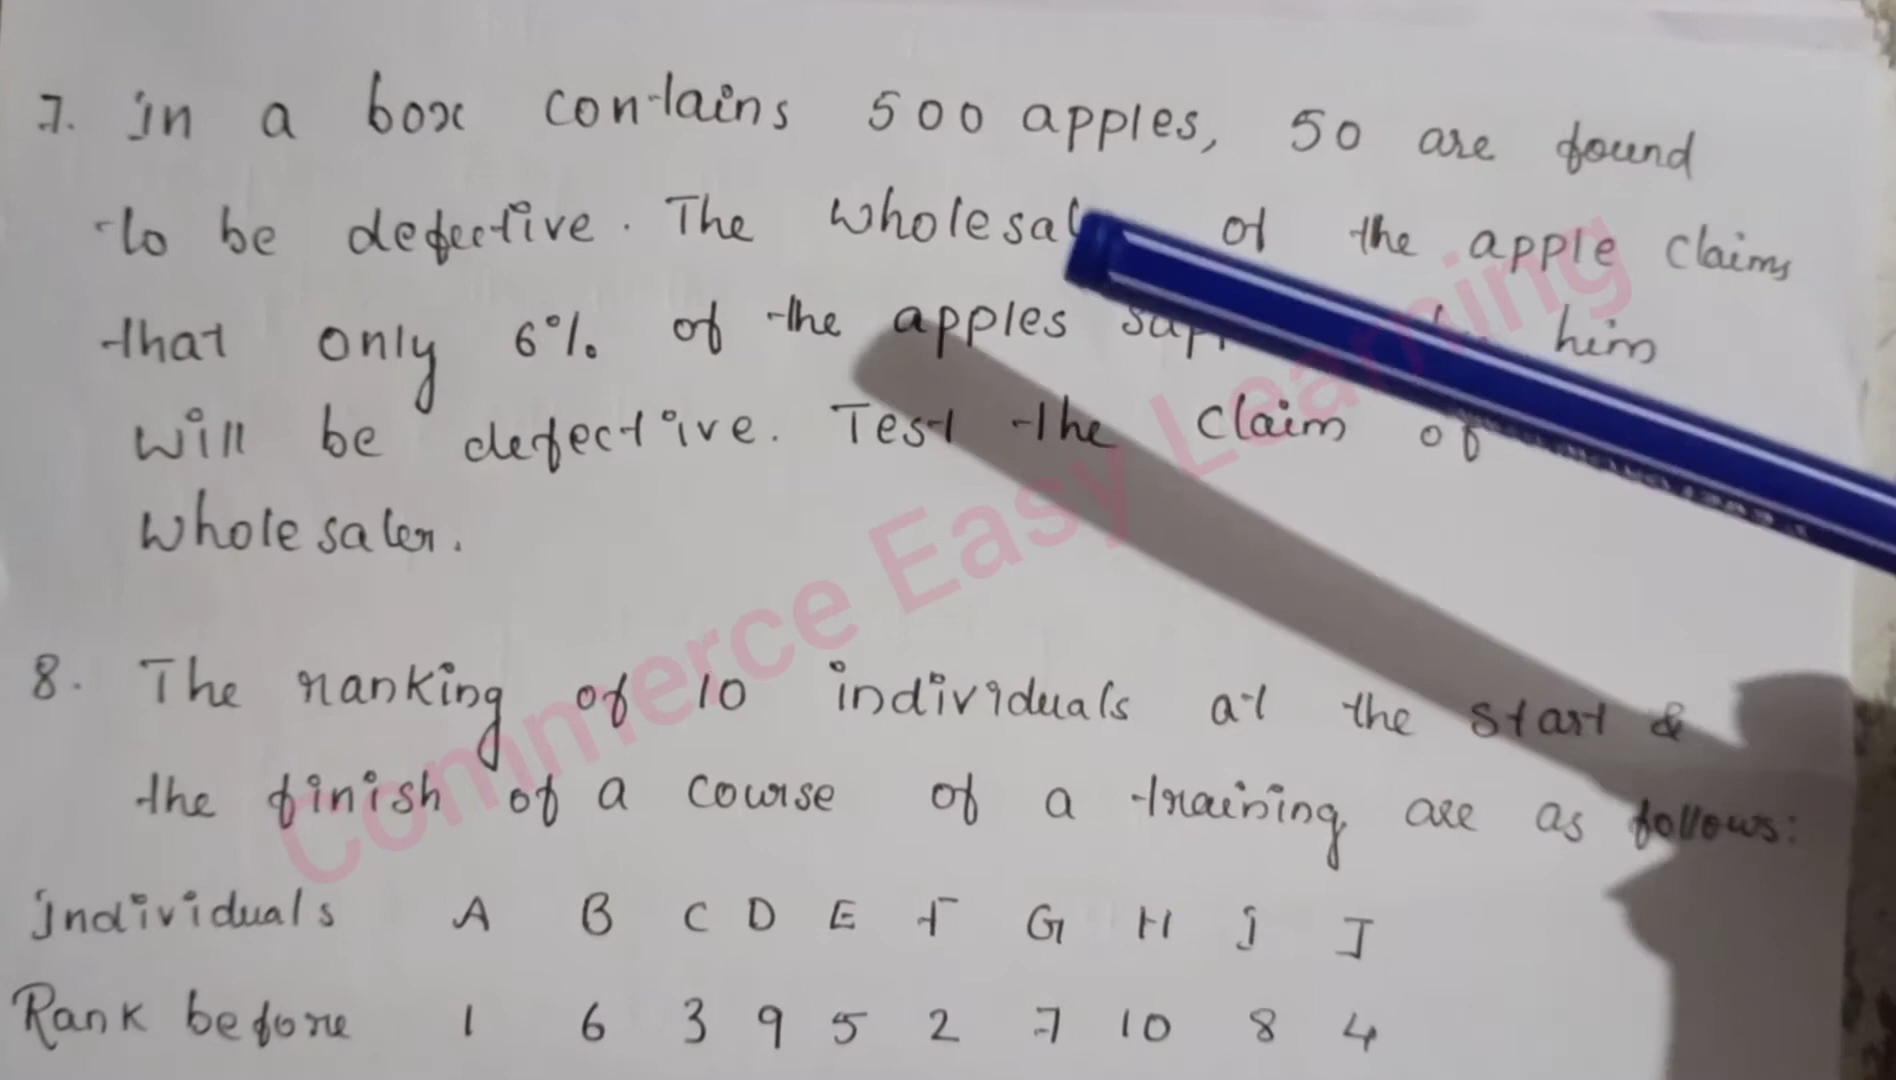 7. In a box contains 500 apples, 50 are found
to be defective. The wholesal of the apple claims
that only 6% of the apples him
will be defective. Test the claim of
wholesaler.
8. The ranking of 10 individuals at the start &
the finish of a course of a training are as follows:
Individuals A B C D E F G H I J
Rank before 1 6 3 9 5 2 7 10 8 4
Commerce Easy Learning